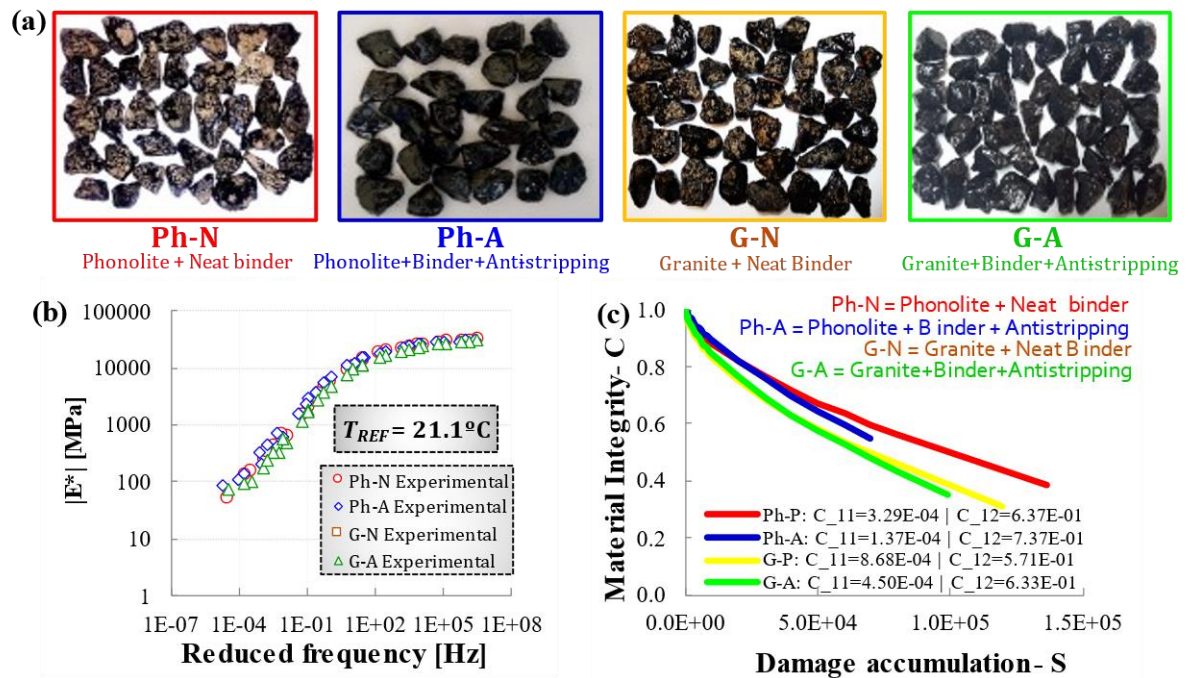 (a)
Ph-N
Phonolite + Neat binder
Ph-A
Phonolite+Binder+Antistripping
G-N
Granite + Neat Binder
G-A
Granite+Binder+Antistripping
(b)
|E*| [MPa]
100000
10000
1000
100
10
1
1E-07
1E-04
1E-01
1E+02
1E+05
1E+08
Reduced frequency [Hz]
T_REF = 21.1ºC
Ph-N Experimental
Ph-A Experimental
G-N Experimental
G-A Experimental
(c)
Material Integrity- C
1.0
0.8
0.6
0.4
0.2
0.0
0.0E+00
5.0E+04
1.0E+05
1.5E+05
Damage accumulation- S
Ph-N = Phonolite + Neat binder
Ph-A = Phonolite + B inder + Antistripping
G-N = Granite + Neat B inder
G-A = Granite+Binder+Antistripping
Ph-P: C_11=3.29E-04 | C_12=6.37E-01
Ph-A: C_11=1.37E-04 | C_12=7.37E-01
G-P: C_11=8.68E-04 | C_12=5.71E-01
G-A: C_11=4.50E-04 | C_12=6.33E-01